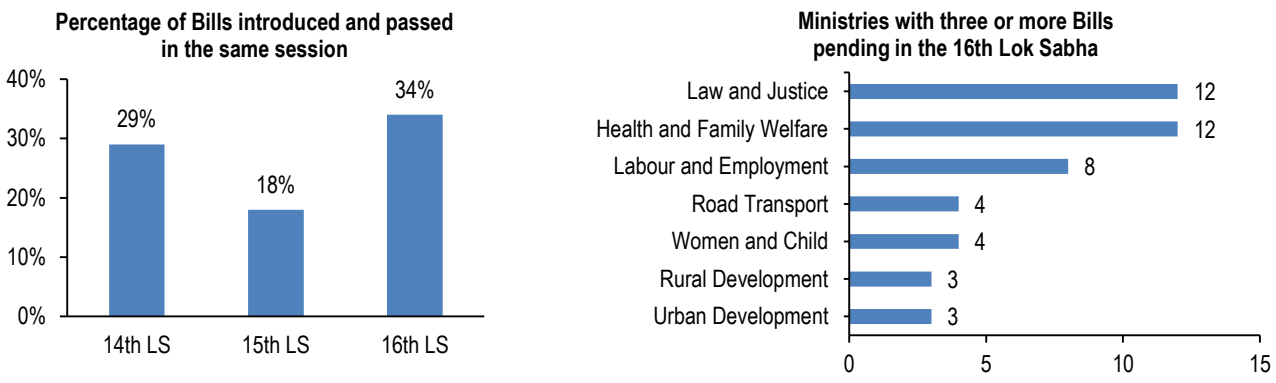 Percentage of Bills introduced and passed
in the same session
40%
30%
20%
10%
0%
29%
18%
34%
14th LS
15th LS
16th LS
Ministries with three or more Bills
pending in the 16th Lok Sabha
Law and Justice 12
Health and Family Welfare 12
Labour and Employment 8
Road Transport 4
Women and Child 4
Rural Development 3
Urban Development 3
0 5 10 15